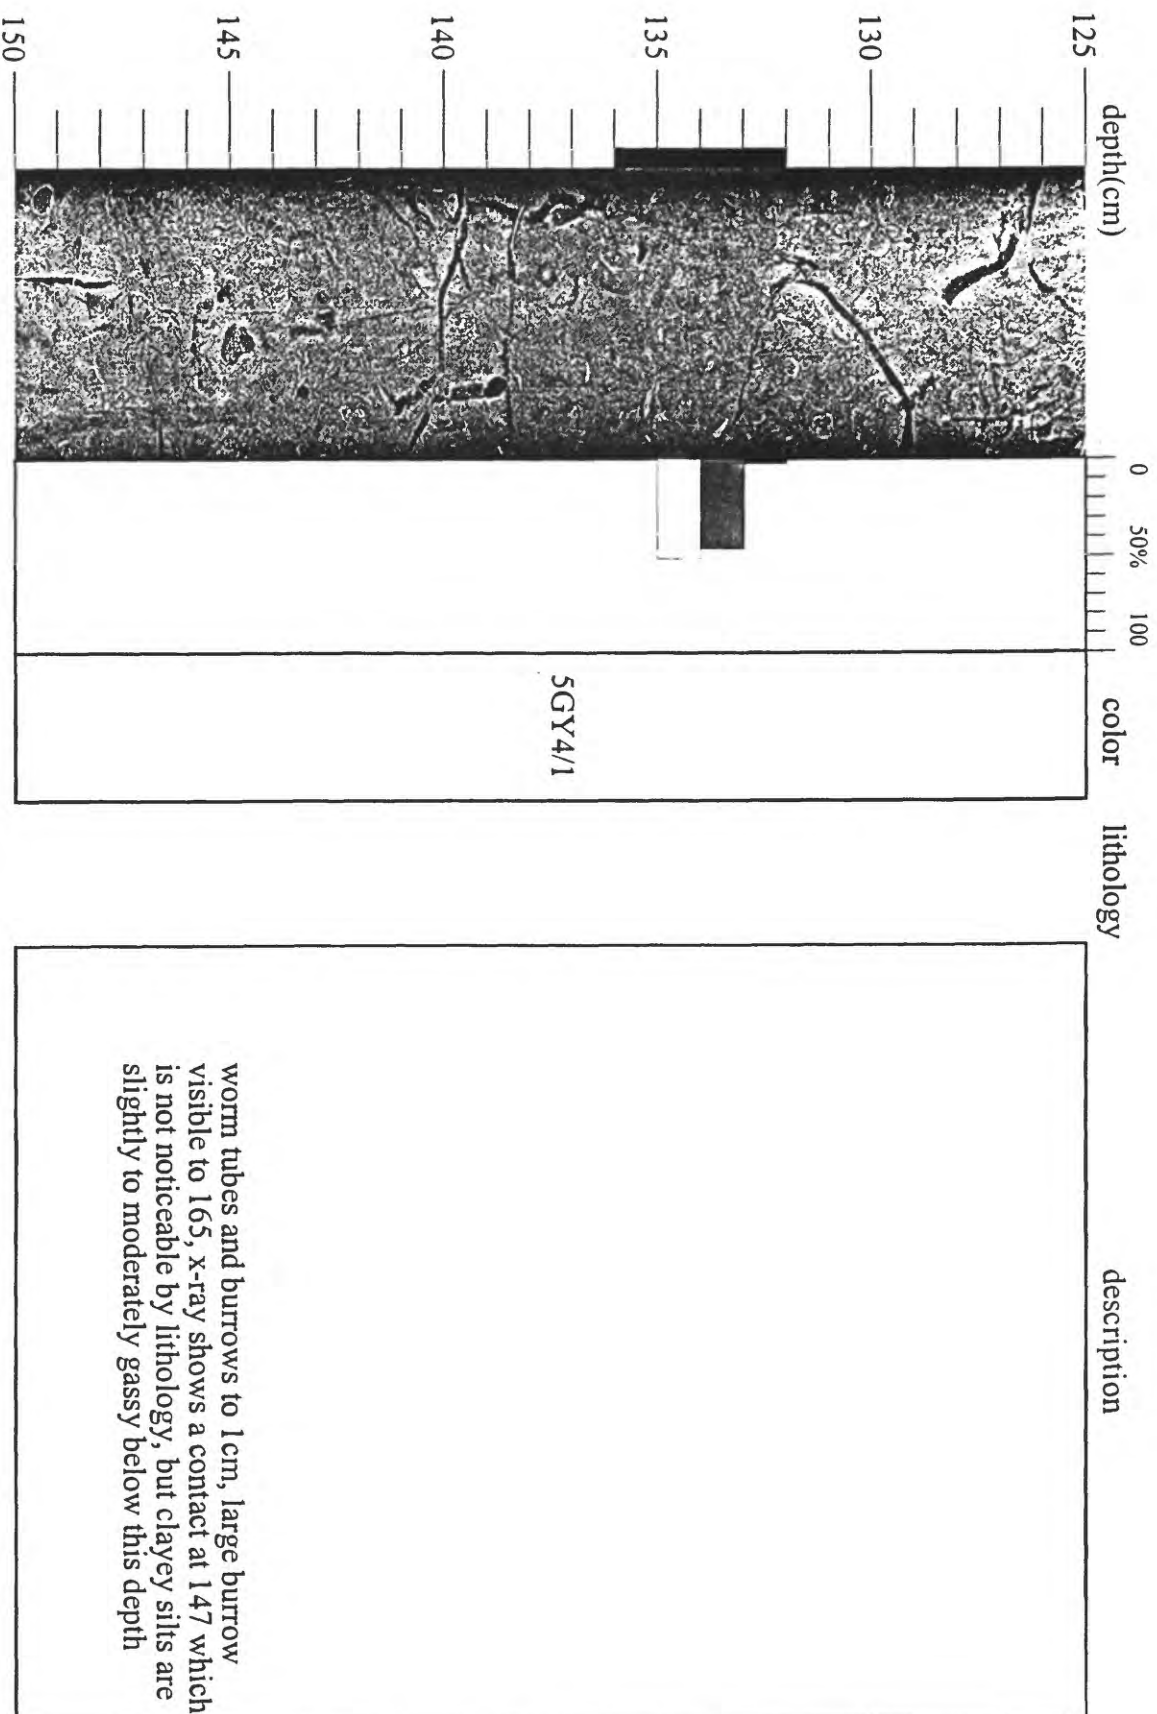 depth(cm)
0 50% 100
color
lithology
description
125
130
135
140
145
150
5GY4/1
worm tubes and burrows to 1cm, large burrow
visible to 165, x-ray shows a contact at 147 which
is not noticeable by lithology, but clayey silts are
slightly to moderately gassy below this depth